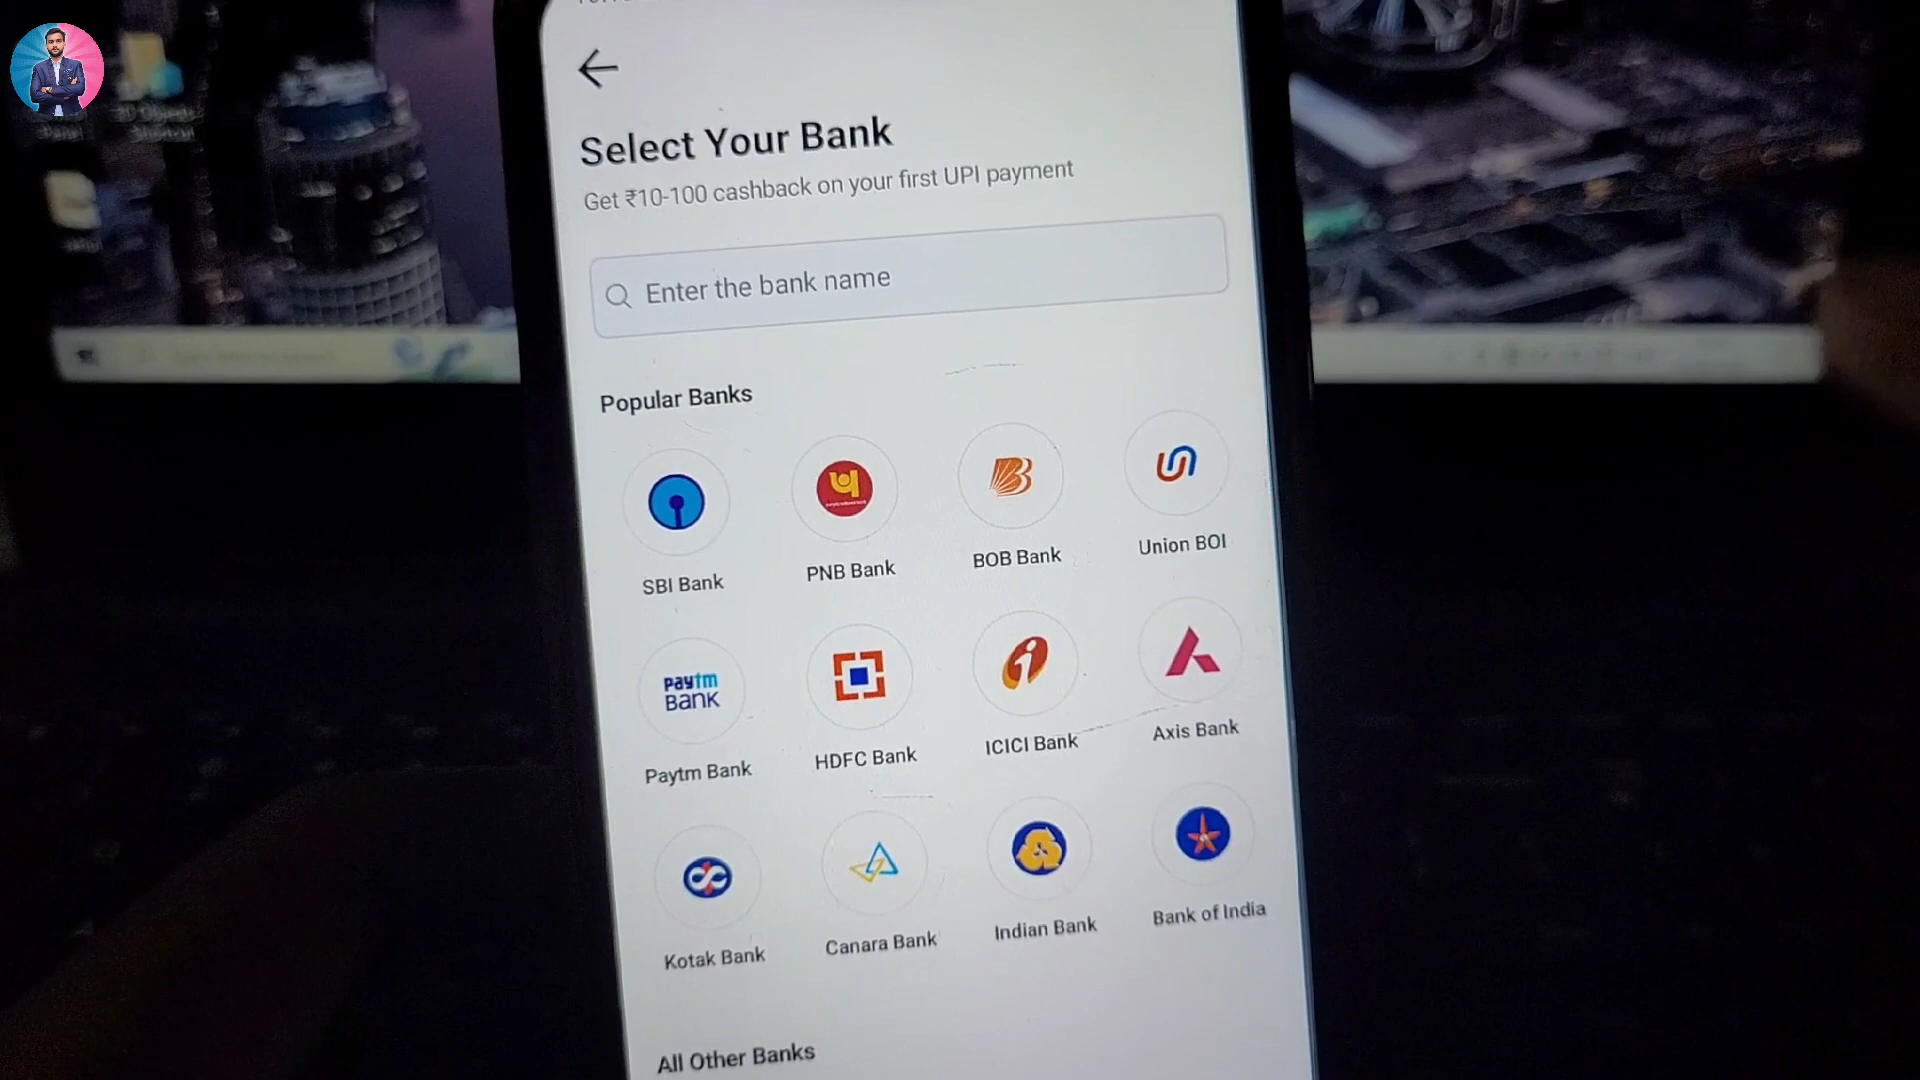 Select Your Bank
Get ₹10-100 cashback on your first UPI payment
Enter the bank name
Popular Banks
SBI Bank
PNB Bank
BOB Bank
Union BOI
paytm
BANK
Paytm Bank
HDFC Bank
ICICI Bank
Axis Bank
Kotak Bank
Canara Bank
Indian Bank
Bank of India
All Other Banks